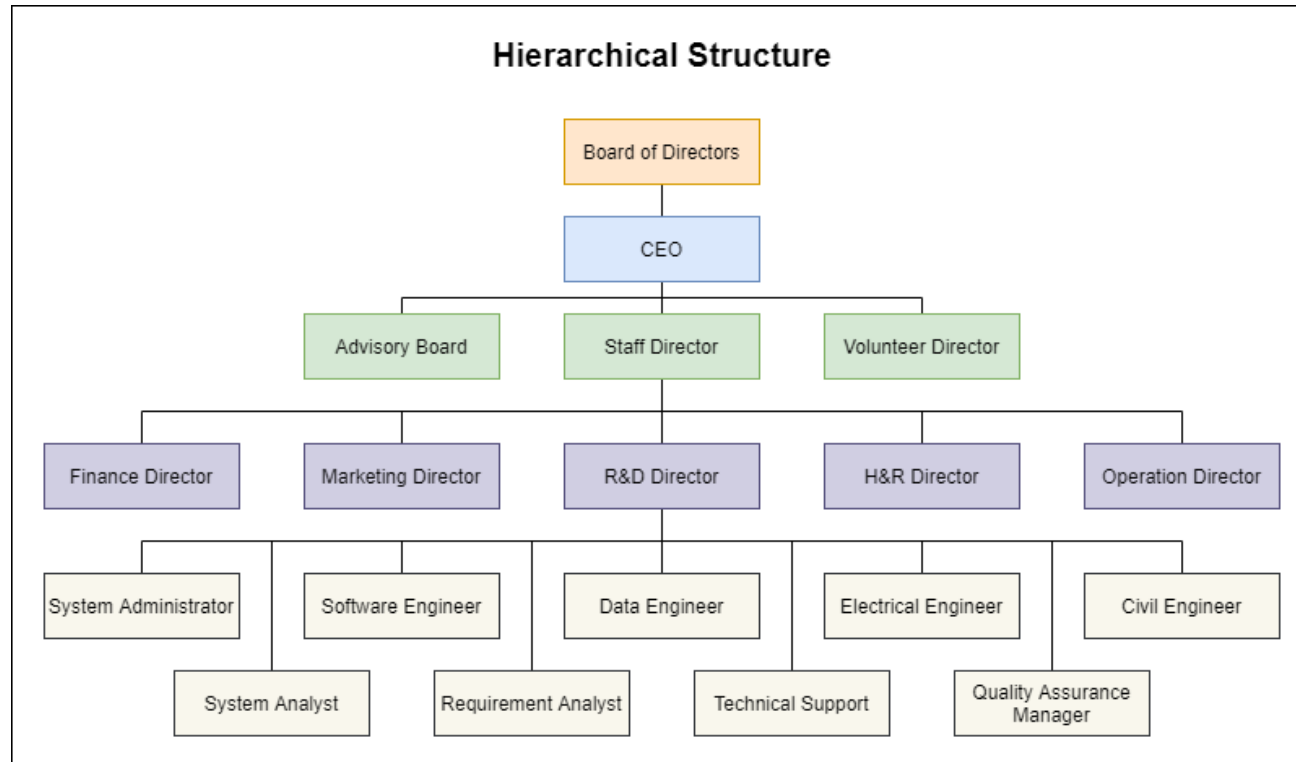 Hierarchical Structure
Board of Directors
CEO
Advisory Board
Staff Director
Volunteer Director
Finance Director
Marketing Director
R&D Director
H&R Director
Operation Director
System Administrator
Software Engineer
Data Engineer
Electrical Engineer
Civil Engineer
System Analyst
Requirement Analyst
Technical Support
Quality Assurance
Manager